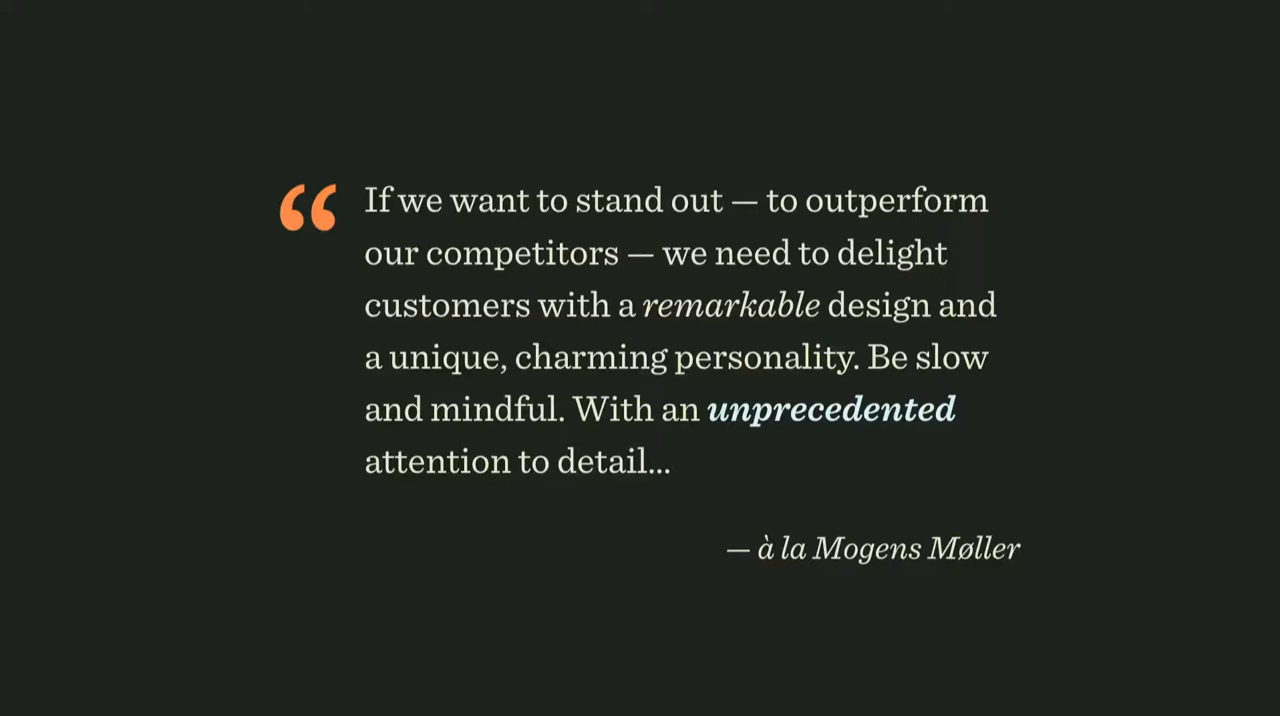 “ If we want to stand out — to outperform
our competitors — we need to delight
customers with a remarkable design and
a unique, charming personality. Be slow
and mindful. With an unprecedented
attention to detail...
— à la Mogens Møller